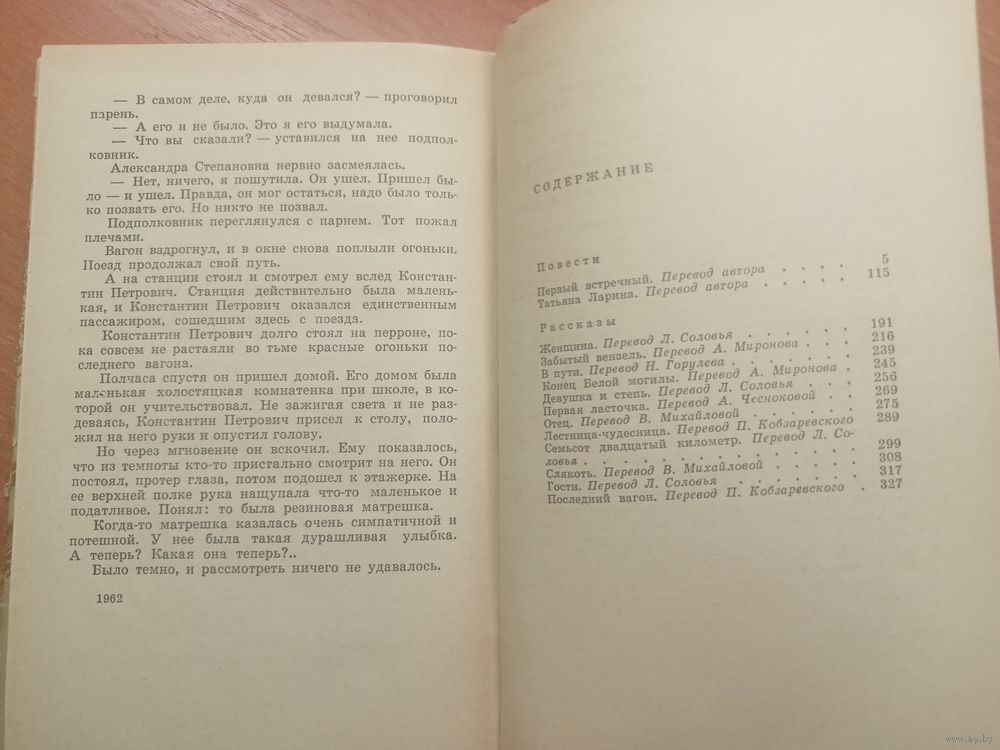 — В самом деле, куда он девался? — проговорил
парень.
— А его и не было. Это я его выдумала.
— Что вы сказали? — уставился на нее подпол-
ковник.
Александра Степановна нервно засмеялась.
— Нет, ничего, я пошутила. Он ушел. Пришел бы-
ло — и ушел. Правда, он мог остаться, надо было толь-
ко позвать его. Но никто не позвал.
Подполковник переглянулся с парнем. Тот пожал
плечами.
Вагон вздрогнул, и в окне снова поплыли огоньки.
Поезд продолжал свой путь.
А на станции стоял и смотрел ему вслед Констан-
тин Петрович. Станция действительно была малень-
кая, и Константин Петрович оказался единственным
пассажиром, сошедшим здесь с поезда.
Константин Петрович долго стоял на перроне, по-
ка совсем не растаяли во тьме красные огоньки по-
следнего вагона.
Полчаса спустя он пришел домой. Его домом была
маленькая холостяцкая комнатенка при школе, в ко-
торой он учительствовал. Не зажигая света и не раз-
деваясь, Константин Петрович присел к столу, поло-
жил на него руки и опустил голову.
Но через мгновение он вскочил. Ему показалось,
что из темноты кто-то пристально смотрит на него. Он
постоял, протер глаза, потом подошел к этажерке. На
ее верхней полке рука нащупала что-то маленькое и
податливое. Понял: то была резиновая матрешка.
Когда-то матрешка казалась очень симпатичной и
потешной. У нее была такая дурашливая улыбка.
А теперь? Какая она теперь?..
Было темно, и рассмотреть ничего не удавалось.
1962
СОДЕРЖАНИЕ
Повести
Первый встречный. Перевод автора . . . . 5
Татьяна Ларина. Перевод автора . . . . . 115
Рассказы
Женщина. Перевод Л. Соловья . . . . . . 191
Забытый вензель. Перевод А. Миронова . . . 216
В пути. Перевод Н. Горулева . . . . . . 239
Конец Белой могилы. Перевод А. Миронова . 245
Девушка и степь. Перевод Л. Соловья . . . 256
Первая ласточка. Перевод А. Чесноковой . . 269
Отец. Перевод В. Михайловой . . . . . . 275
Лестница-чудесница. Перевод П. Кобзаревского 289
Семьсот двадцатый километр. Перевод Л. Со-
ловья . . . . . . . . . . . . . . 299
Слякоть. Перевод В. Михайловой . . . . . 308
Гости. Перевод Л. Соловья . . . . . . . 317
Последний вагон. Перевод П. Кобзаревского . 327
www.ay.by